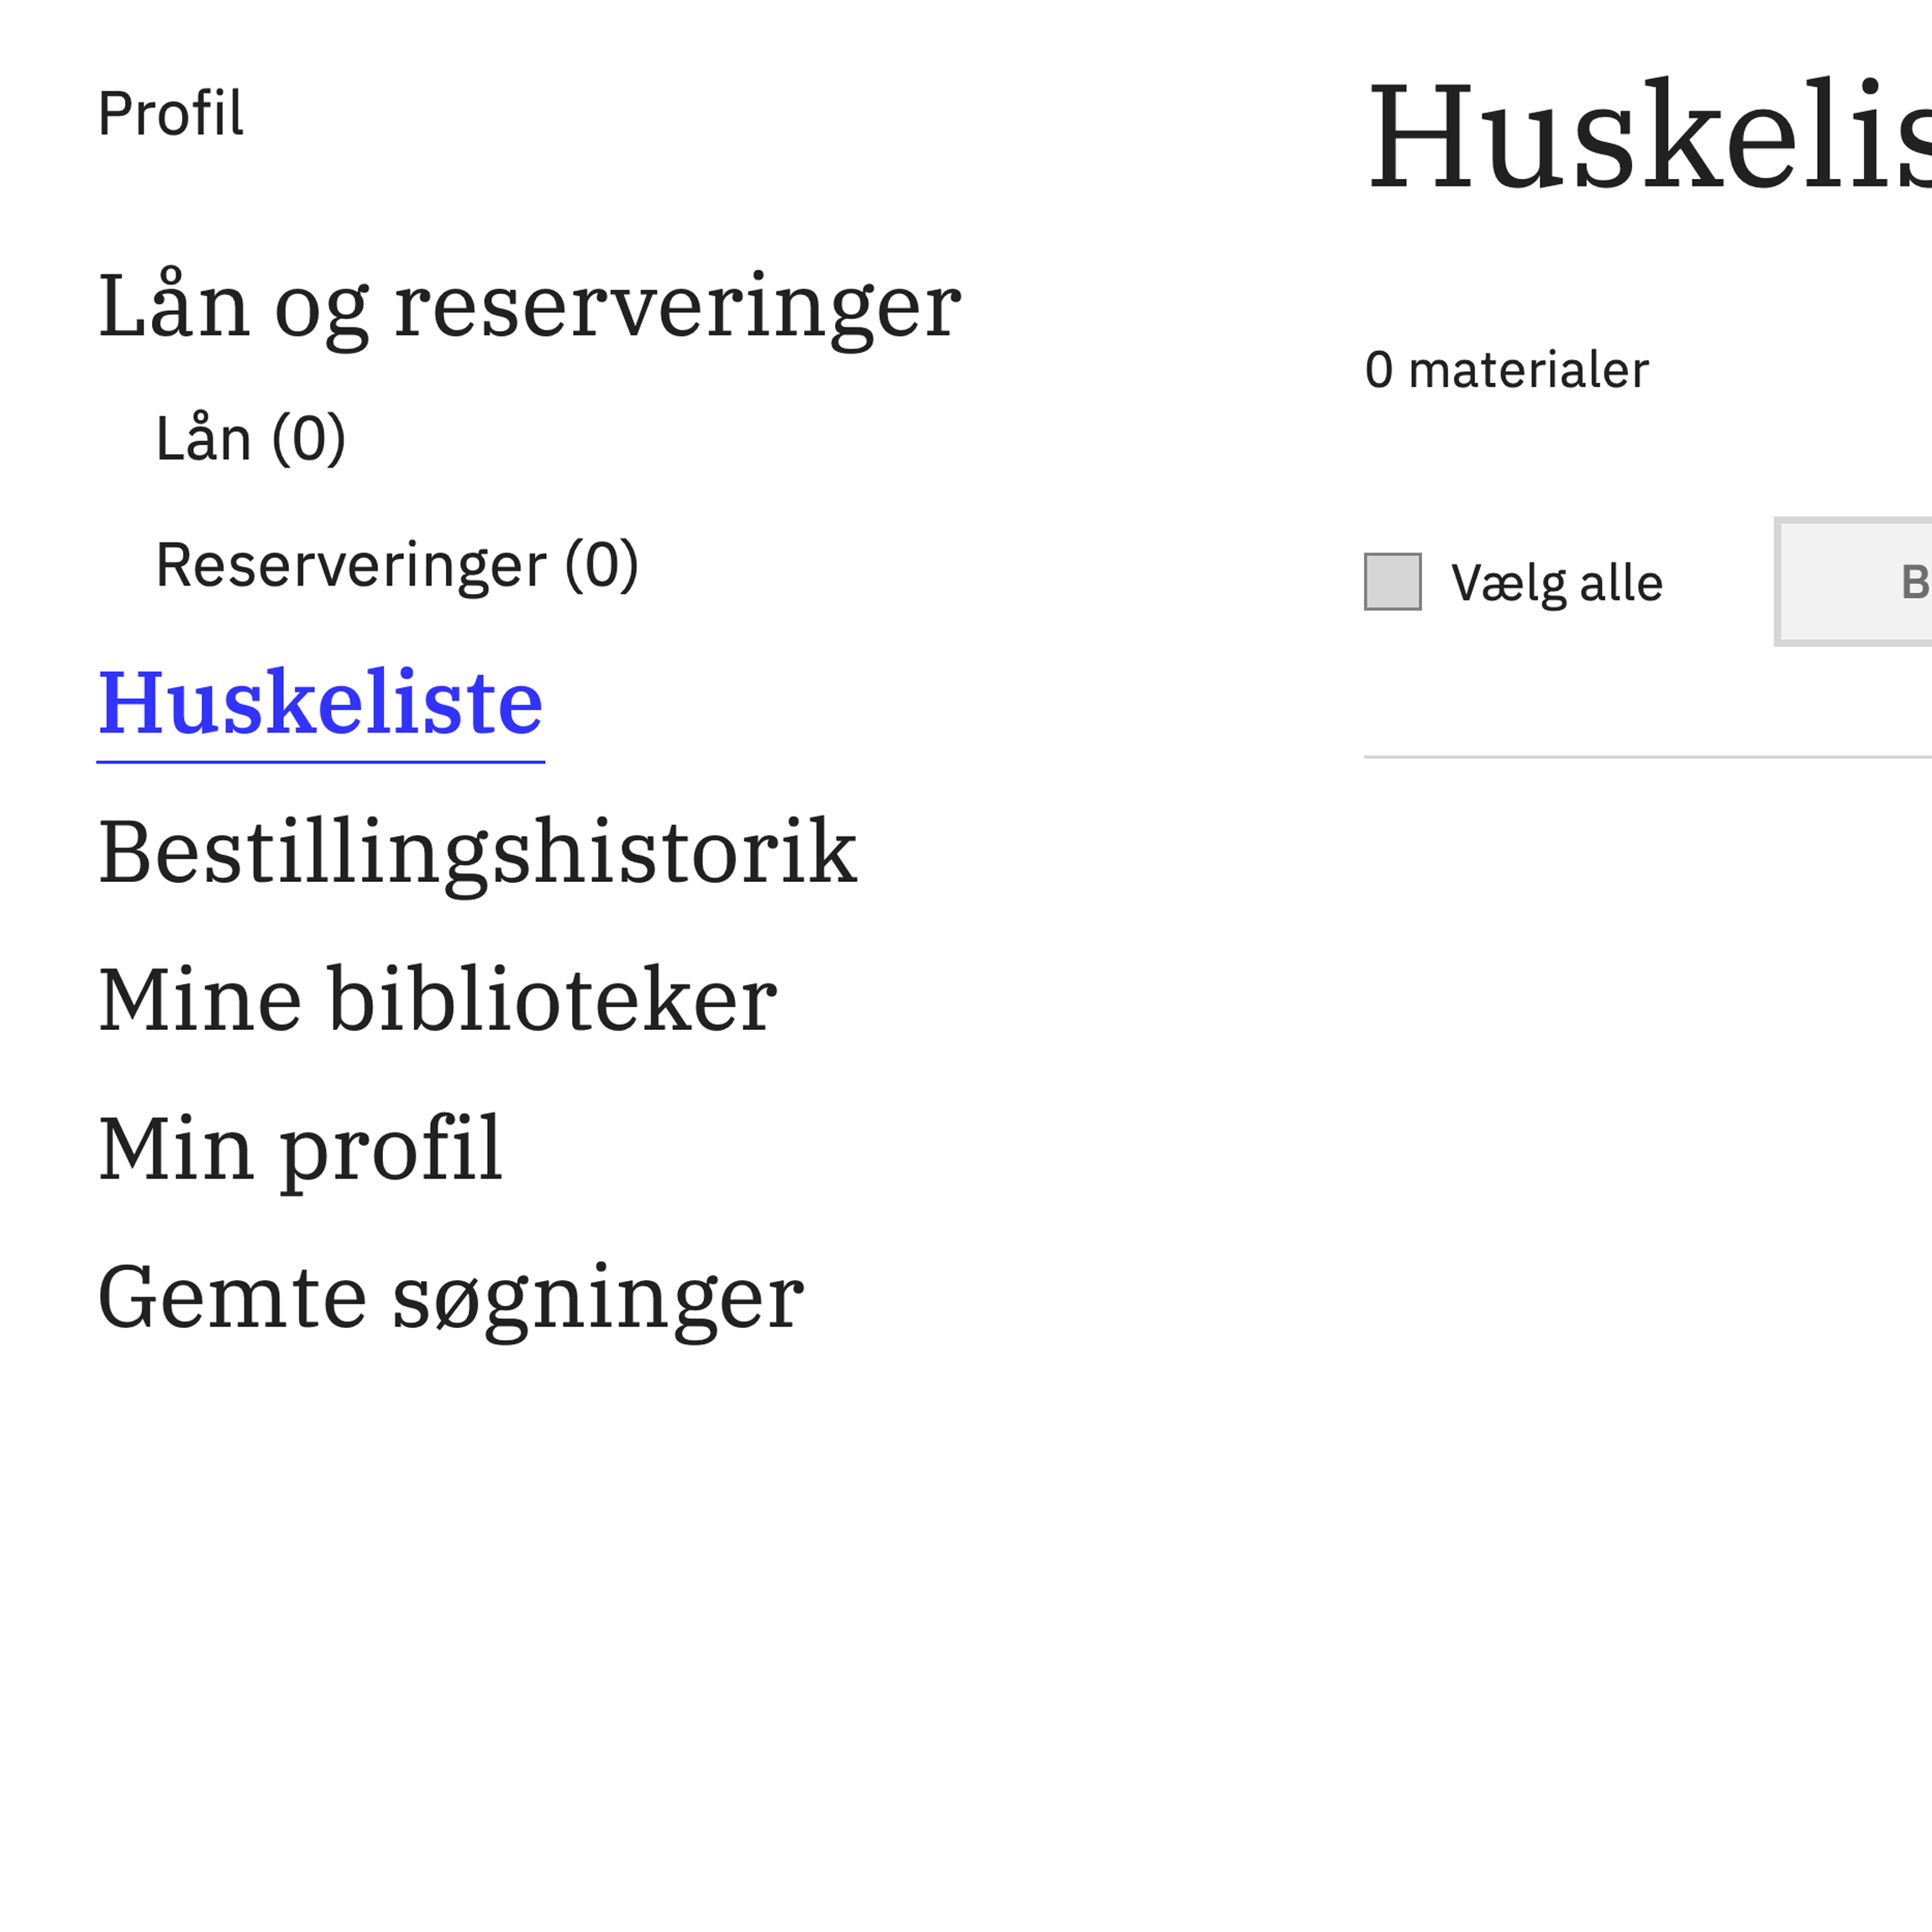 Profil
Lån og reserveringer
Lån (0)
Reserveringer (0)
Huskeliste
Bestillingshistorik
Mine biblioteker
Min profil
Gemte søgninger
Huskelis
0 materialer
Vælg alle
B